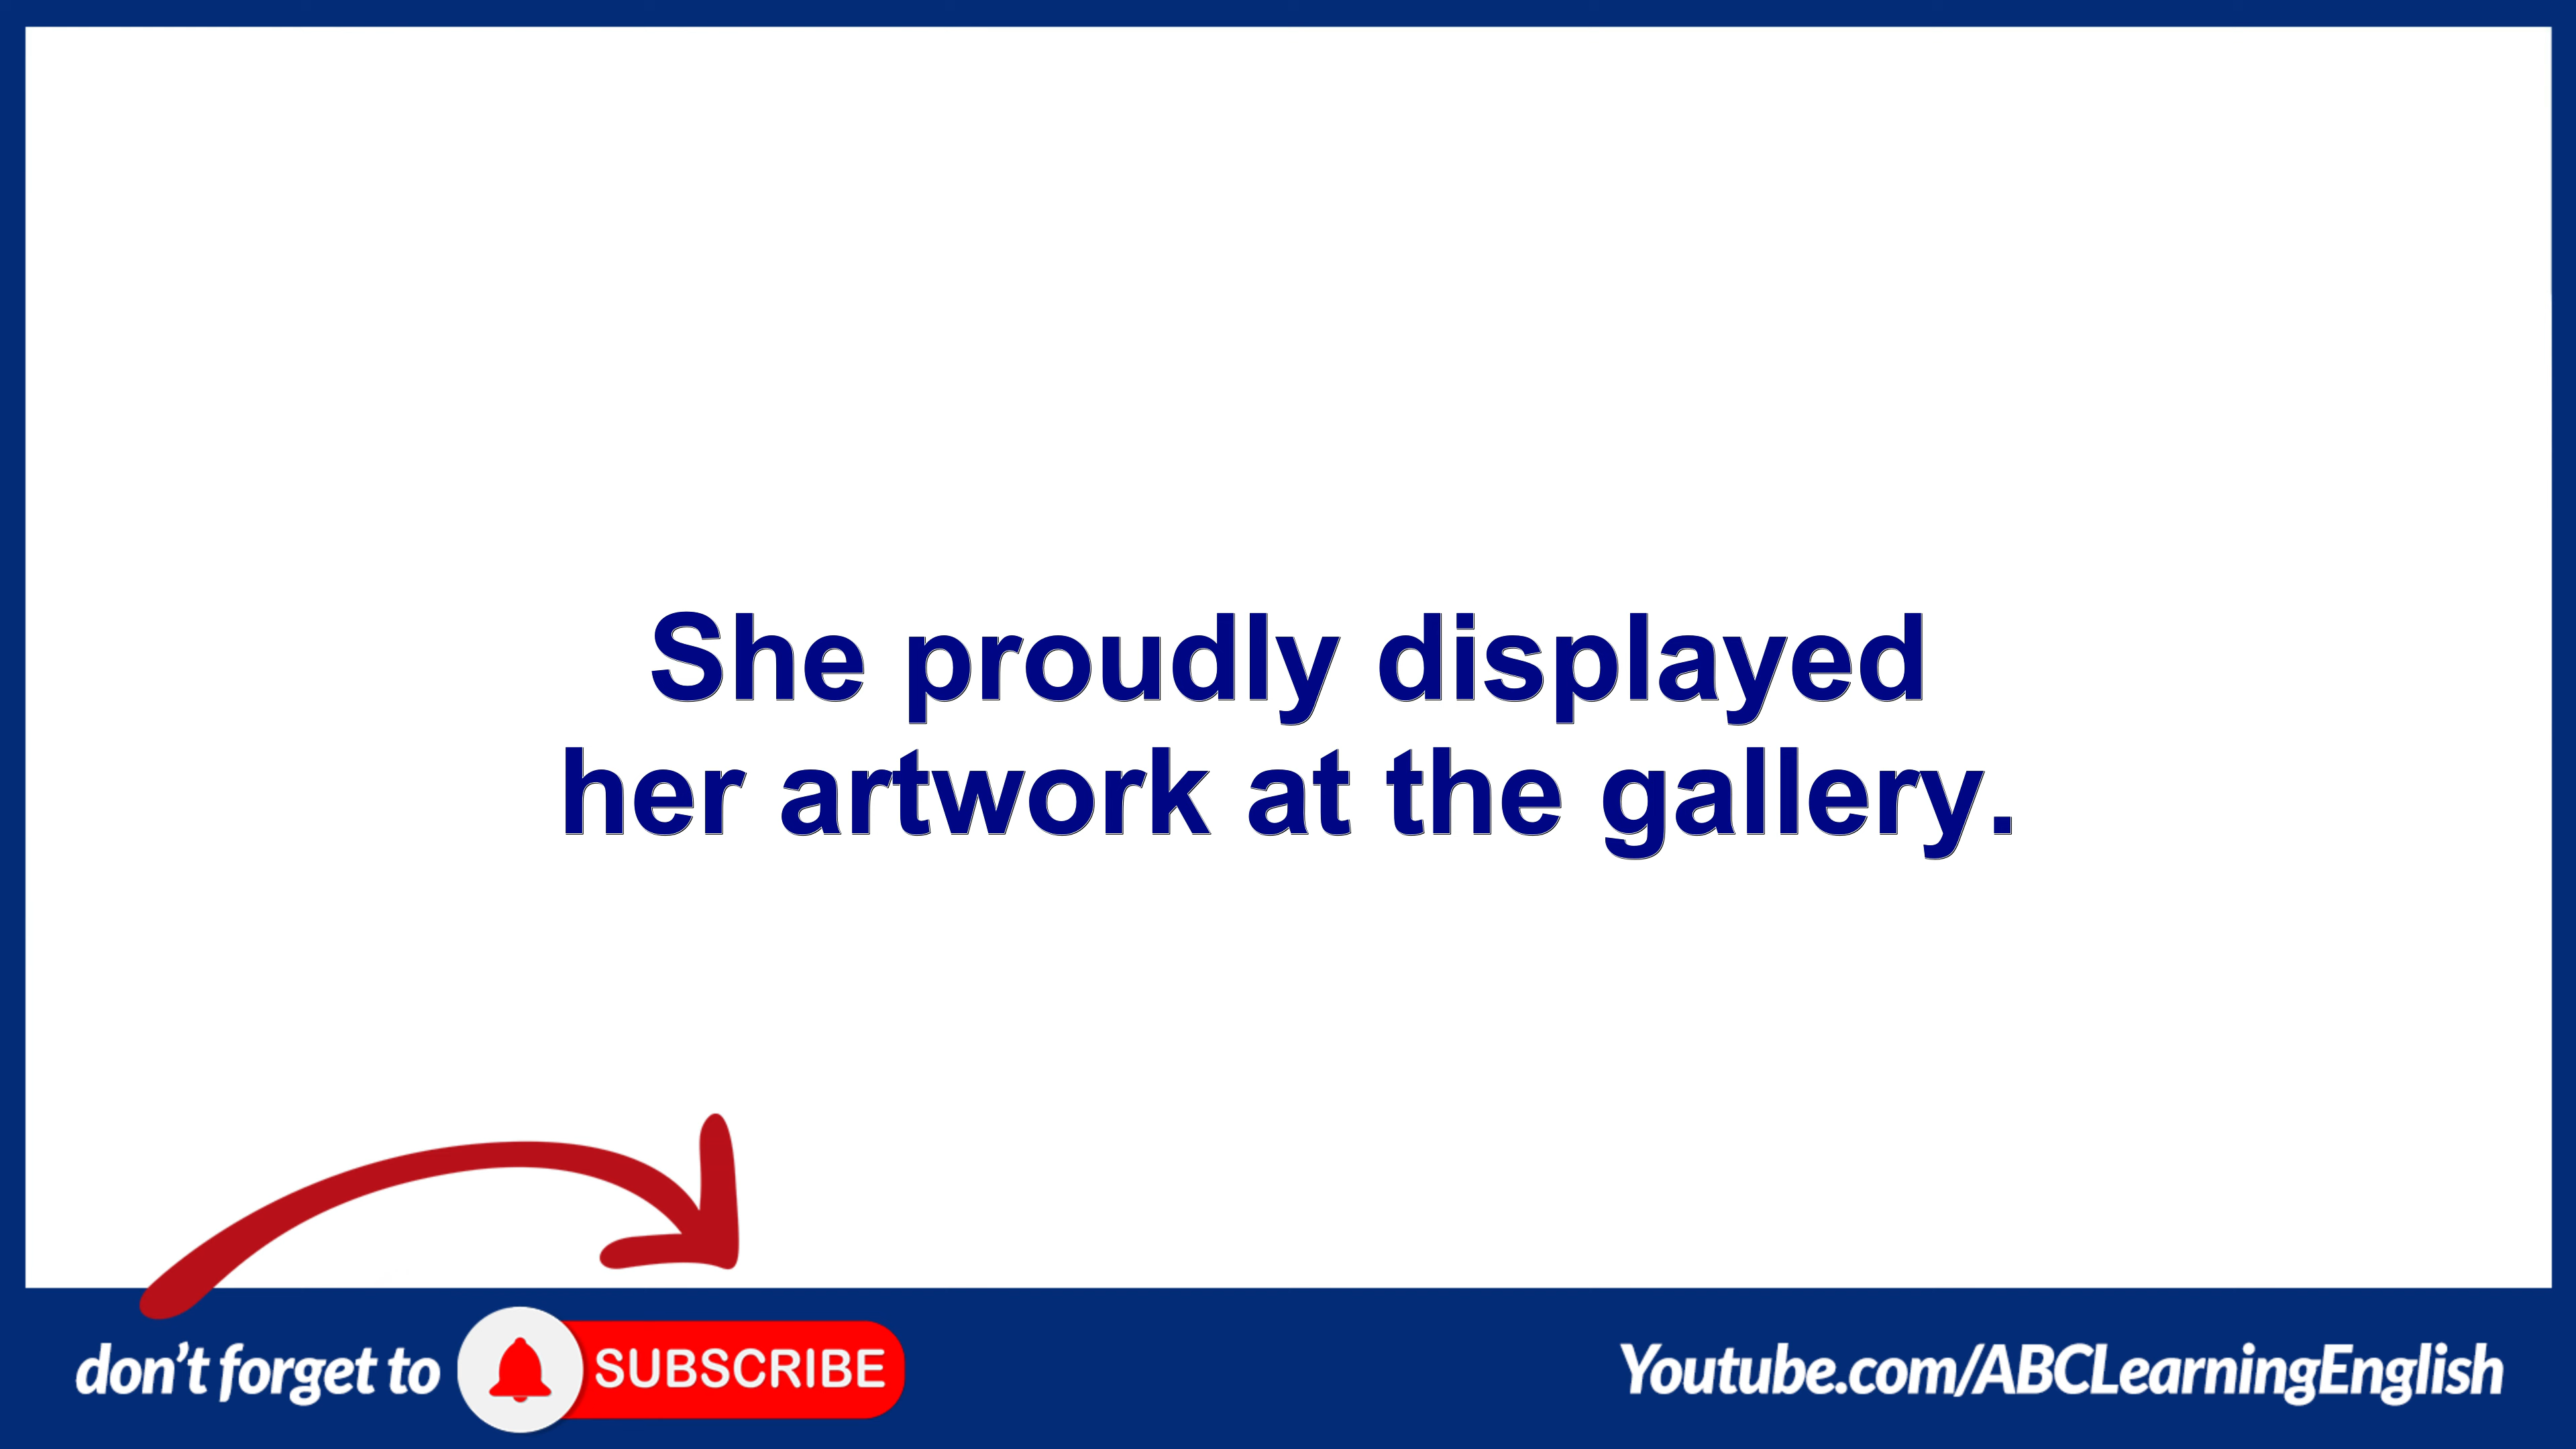 She proudly displayed
her artwork at the gallery.
don't forget to SUBSCRIBE
Youtube.com/ABCLearningEnglish